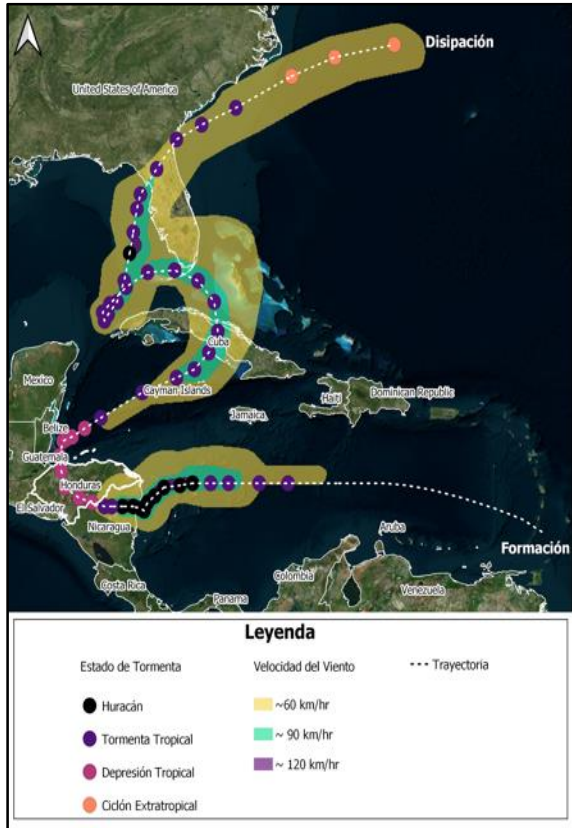 Disipación
United States of America
Mexico
Cuba
Cayman Islands
Haiti
Dominican Republic
Jamaica
Belize
Guatemala
Honduras
El Salvador
Nicaragua
Aruba
Formación
Costa Rica
Colombia
Venezuela
Panama
Leyenda
Estado de Tormenta
Velocidad del Viento
Trayectoria
Huracán
~60 km/hr
Tormenta Tropical
~ 90 km/hr
Depresión Tropical
~ 120 km/hr
Ciclón Extratropical